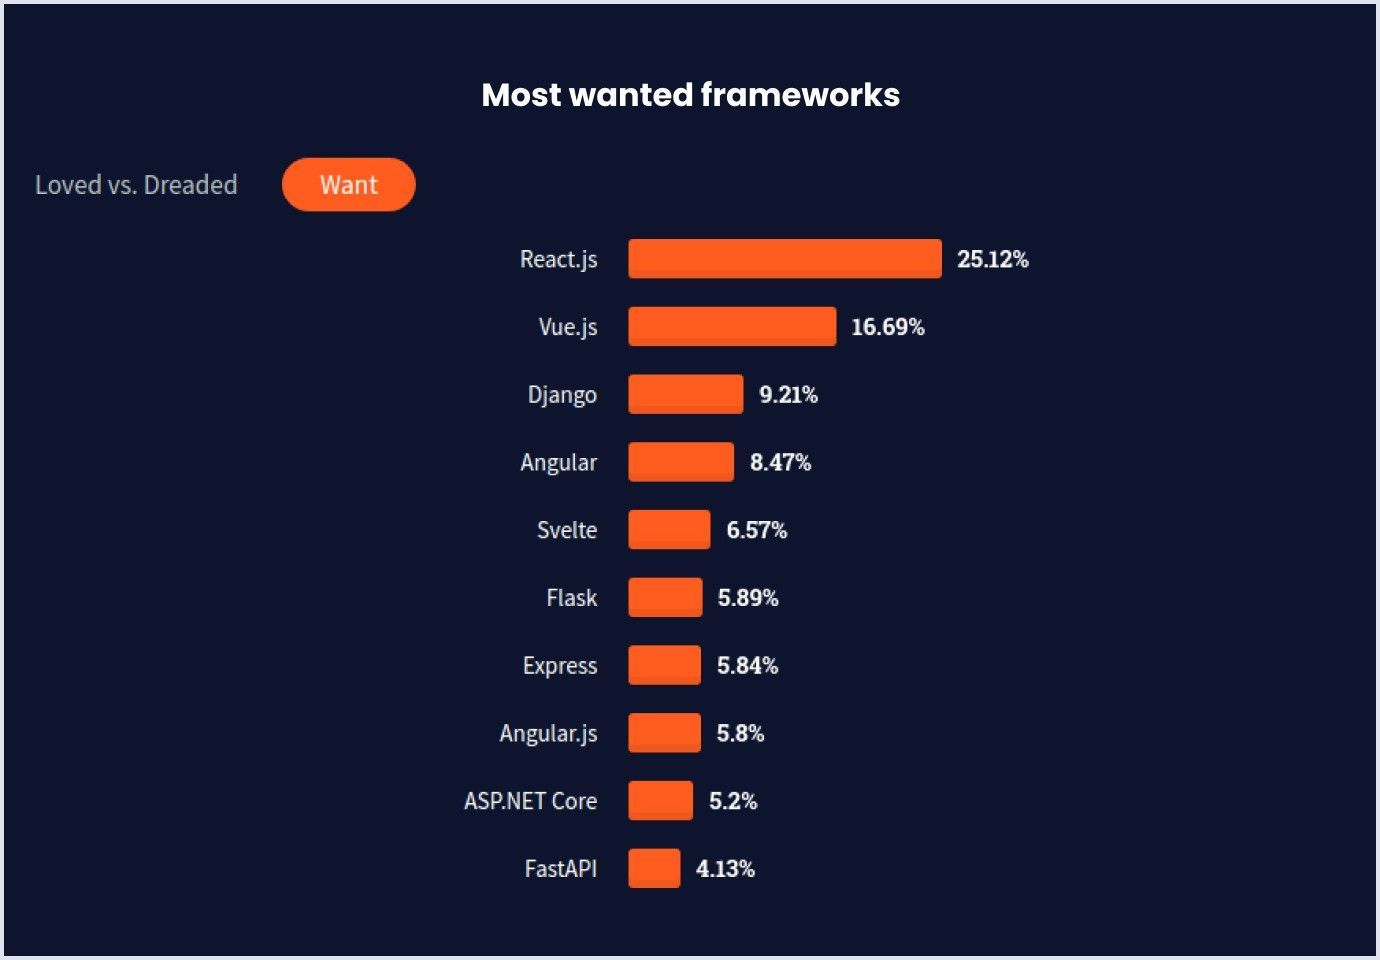 Most wanted frameworks
Loved vs. Dreaded Want
React.js 25.12%
Vue.js 16.69%
Django 9.21%
Angular 8.47%
Svelte 6.57%
Flask 5.89%
Express 5.84%
Angular.js 5.8%
ASP.NET Core 5.2%
FastAPI 4.13%